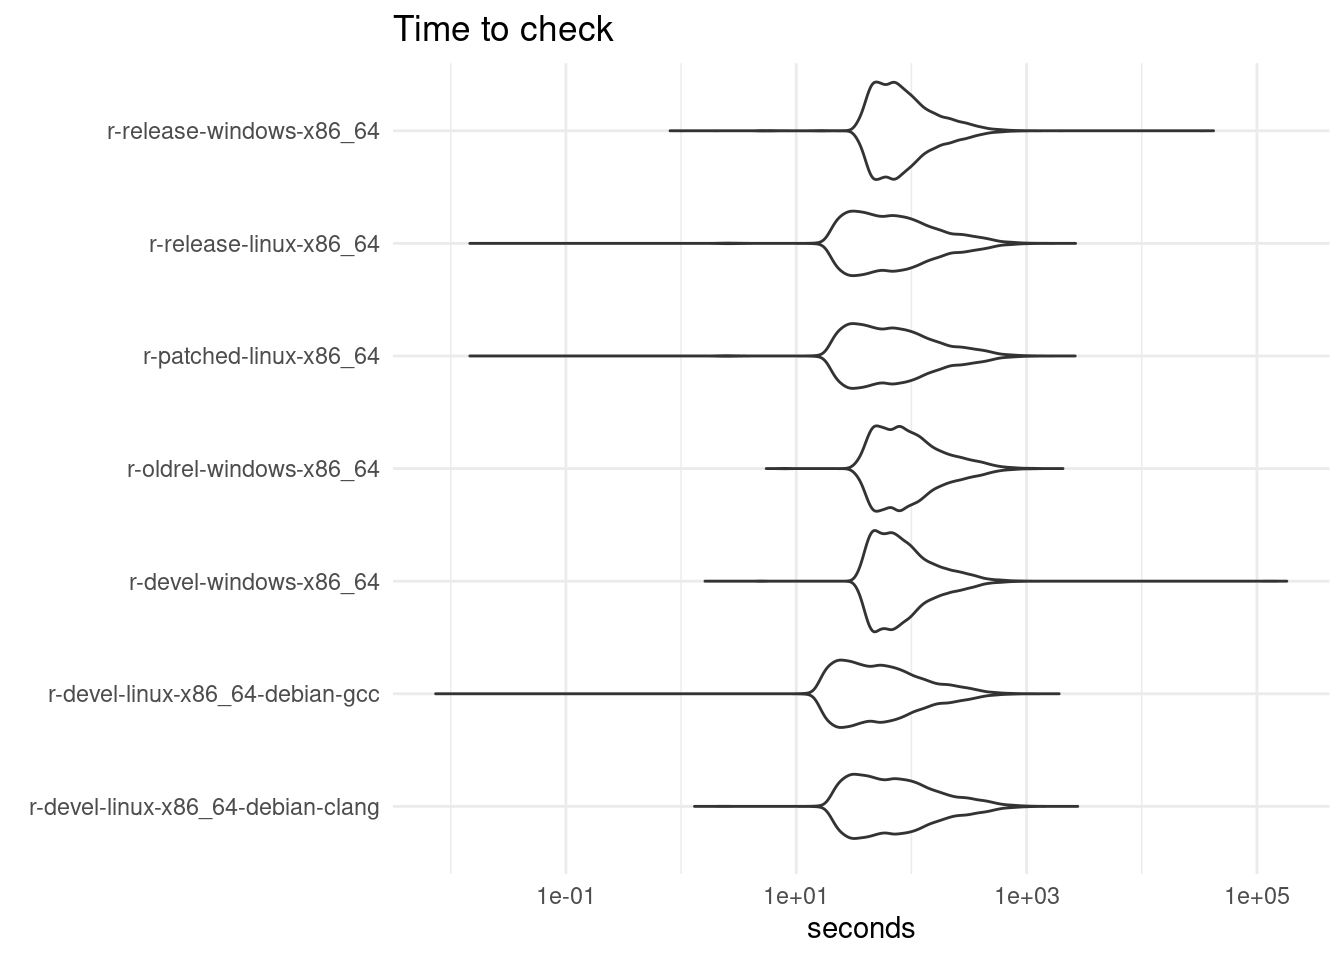 Time to check
r-release-windows-x86_64
r-release-linux-x86_64
r-patched-linux-x86_64
r-oldrel-windows-x86_64
r-devel-windows-x86_64
r-devel-linux-x86_64-debian-gcc
r-devel-linux-x86_64-debian-clang
1e-01 1e+01 1e+03 1e+05
seconds